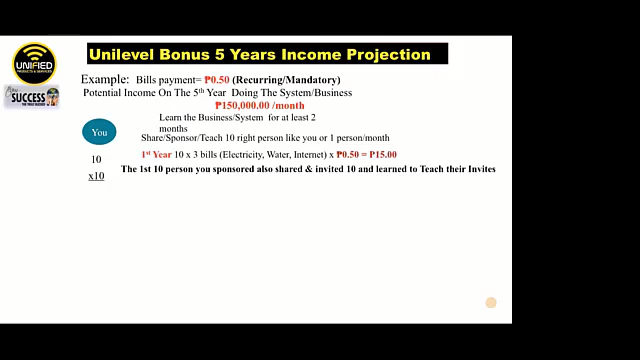 Unilevel Bonus 5 Years Income Projection
UNIFIED
PRODUCTS & SERVICES
SUCCESS
Example: Bills payment= ₱0.50 (Recurring/Mandatory)
Potential Income On The 5th Year Doing The System/Business
₱150,000.00 /month
Learn the Business/System for at least 2
months
You
Share/Sponsor/Teach 10 right person like you or 1 person/month
10
1st Year 10 x 3 bills (Electricity, Water, Internet) x ₱0.50 = ₱15.00
x10
The 1st 10 person you sponsored also shared & invited 10 and learned to Teach their Invites